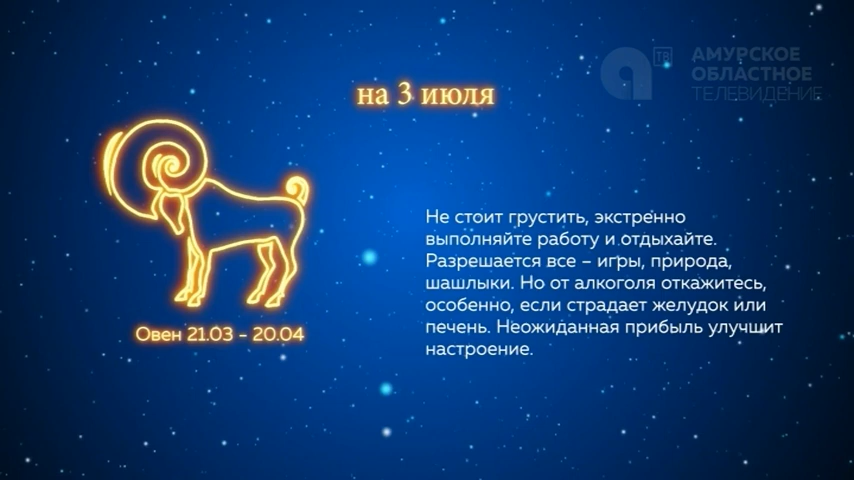 ТВ
АМУРСКОЕ
ОБЛАСТНОЕ
ТЕЛЕВИДЕНИЕ
на 3 июля
Не стоит грустить, экстренно
выполняйте работу и отдыхайте.
Разрешается все – игры, природа,
шашлыки. Но от алкоголя откажитесь,
особенно, если страдает желудок или
печень. Неожиданная прибыль улучшит
настроение.
Овен 21.03 - 20.04